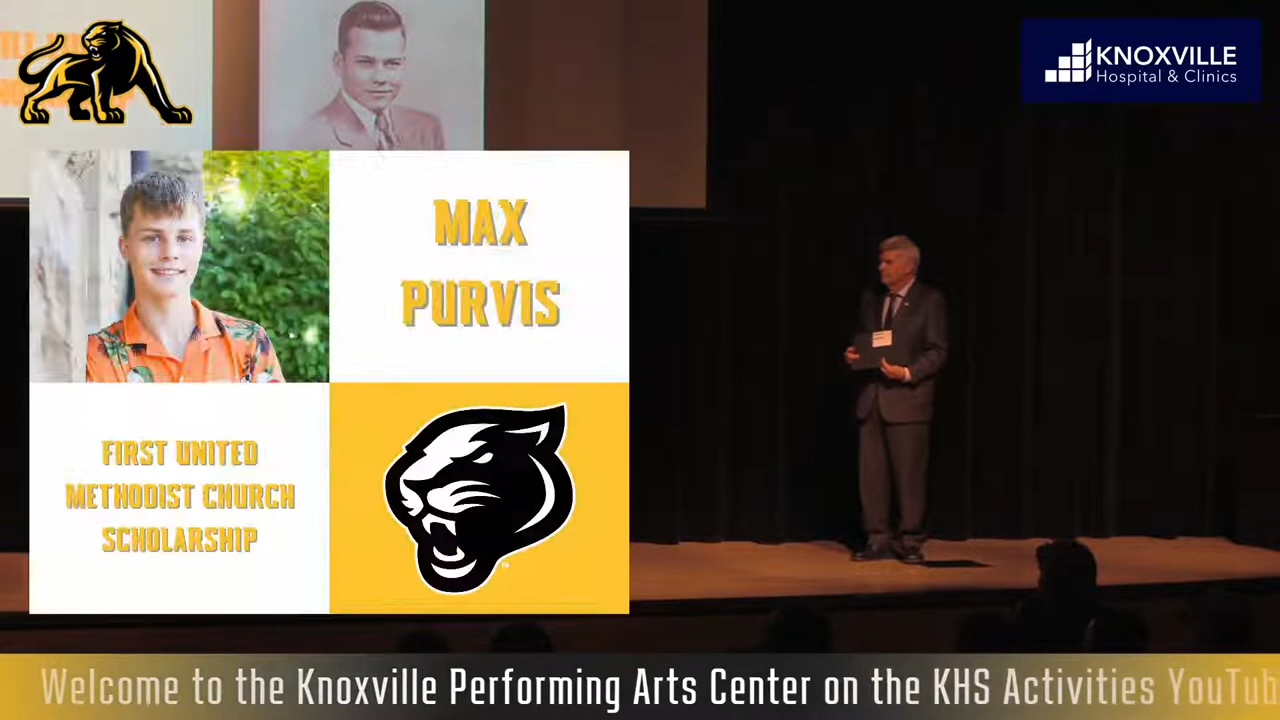 KNOXVILLE
Hospital & Clinics
MAX
PURVIS
FIRST UNITED
METHODIST CHURCH
SCHOLARSHIP
Welcome to the Knoxville Performing Arts Center on the KHS Activities YouTub